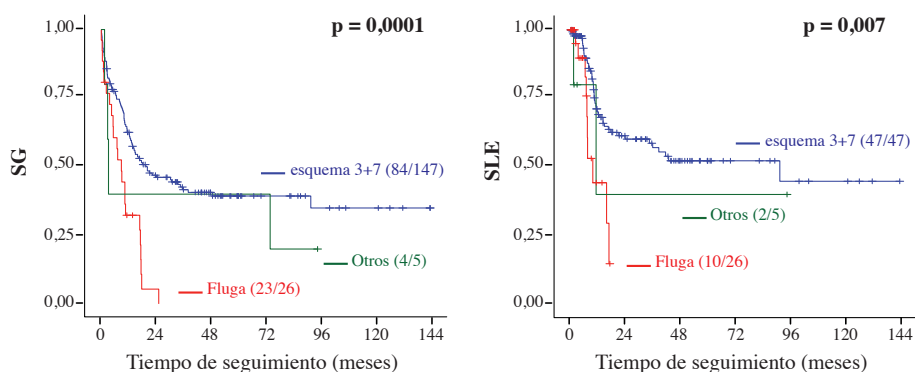 p = 0,0001
1,00
0,75
0,50
0,25
0,00
SG
esquema 3+7 (84/147)
Otros (4/5)
Fluga (23/26)
0 24 48 72 96 144
Tiempo de seguimiento (meses)
p = 0,007
1,00
0,75
0,50
0,25
0,00
SLE
esquema 3+7 (47/47)
Otros (2/5)
Fluga (10/26)
0 24 48 72 96 144
Tiempo de seguimiento (meses)